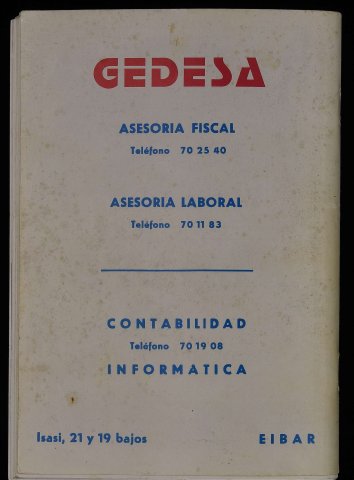 GEDESA
ASESORIA FISCAL
Teléfono 70 25 40
ASESORIA LABORAL
Teléfono 70 11 83
CONTABILIDAD
Teléfono 70 19 08
INFORMATICA
Isasi, 21 y 19 bajos EIBAR